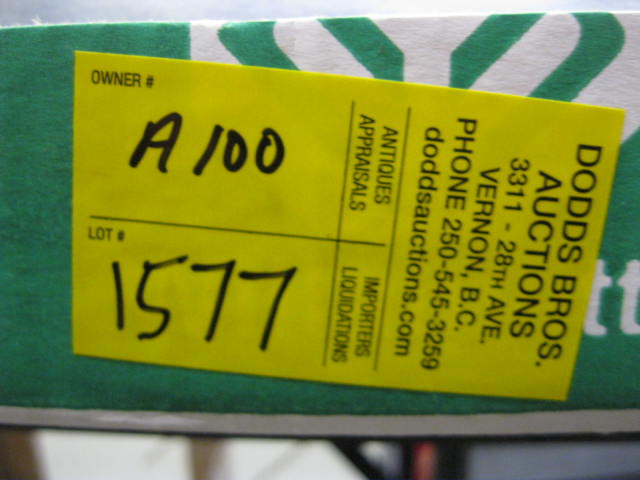 OWNER #
A 100
LOT #
1577
ANTIQUES
APPRAISALS
IMPORTERS
LIQUIDATIONS
DODDS BROS.
AUCTIONS
3311 - 28TH AVE.
VERNON, B.C.
PHONE 250-545-3259
doddsauctions.com